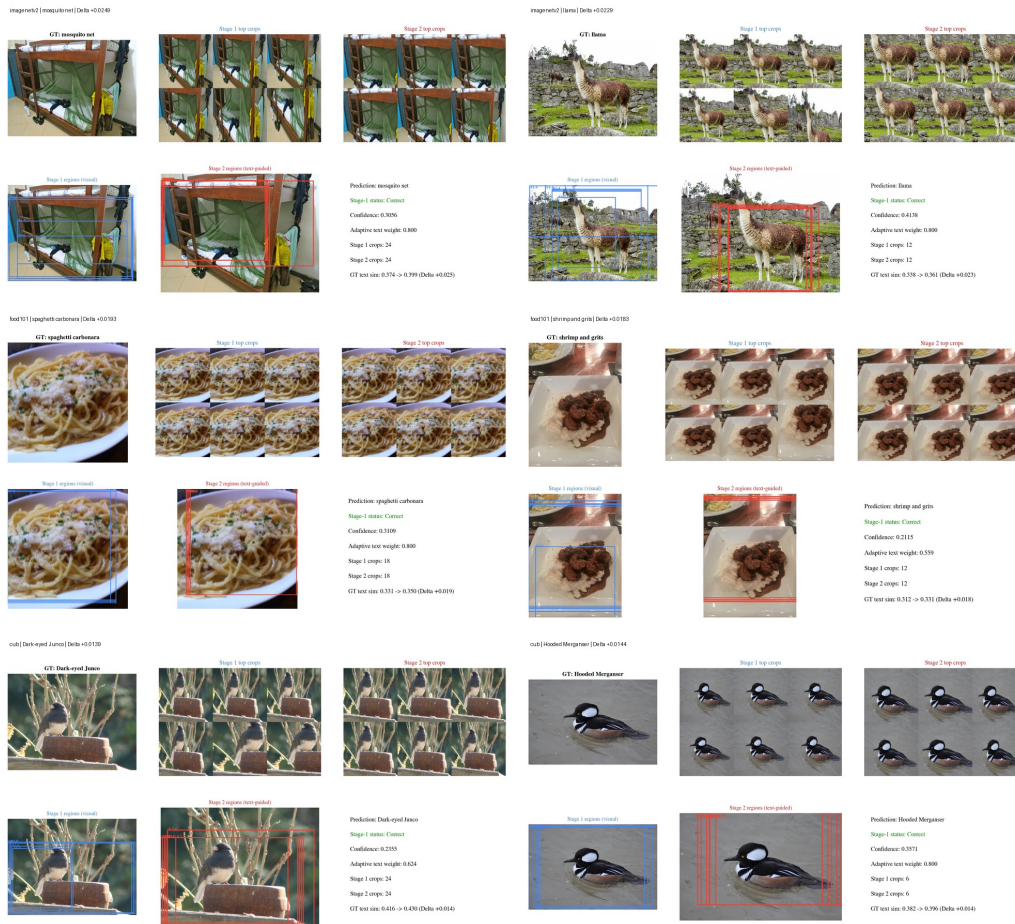 imagenetv2 | mosquito net | Delta +0.0249
GT: mosquito net
Stage 1 top crops
Stage 2 top crops
Stage 1 regions (visual)
Stage 2 regions (text-guided)
Prediction: mosquito net
Stage-1 status: Correct
Confidence: 0.3056
Adaptive text weight: 0.800
Stage 1 crops: 24
Stage 2 crops: 24
GT text sim: 0.374 -> 0.399 (Delta +0.025)
imagenetv2 | llama | Delta +0.0229
GT: llama
Stage 1 top crops
Stage 2 top crops
Stage 1 regions (visual)
Stage 2 regions (text-guided)
Prediction: llama
Stage-1 status: Correct
Confidence: 0.4138
Adaptive text weight: 0.800
Stage 1 crops: 12
Stage 2 crops: 12
GT text sim: 0.338 -> 0.361 (Delta +0.023)
food101 | spaghetti carbonara | Delta +0.0193
GT: spaghetti carbonara
Stage 1 top crops
Stage 2 top crops
Stage 1 regions (visual)
Stage 2 regions (text-guided)
Prediction: spaghetti carbonara
Stage-1 status: Correct
Confidence: 0.3109
Adaptive text weight: 0.800
Stage 1 crops: 18
Stage 2 crops: 18
GT text sim: 0.331 -> 0.350 (Delta +0.019)
food101 | shrimp and grits | Delta +0.0183
GT: shrimp and grits
Stage 1 top crops
Stage 2 top crops
Stage 1 regions (visual)
Stage 2 regions (text-guided)
Prediction: shrimp and grits
Stage-1 status: Correct
Confidence: 0.2115
Adaptive text weight: 0.559
Stage 1 crops: 12
Stage 2 crops: 12
GT text sim: 0.312 -> 0.331 (Delta +0.018)
cub | Dark-eyed Junco | Delta +0.0139
GT: Dark-eyed Junco
Stage 1 top crops
Stage 2 top crops
Stage 1 regions (visual)
Stage 2 regions (text-guided)
Prediction: Dark-eyed Junco
Stage-1 status: Correct
Confidence: 0.2355
Adaptive text weight: 0.624
Stage 1 crops: 24
Stage 2 crops: 24
GT text sim: 0.416 -> 0.430 (Delta +0.014)
cub | Hooded Merganser | Delta +0.0144
GT: Hooded Merganser
Stage 1 top crops
Stage 2 top crops
Stage 1 regions (visual)
Stage 2 regions (text-guided)
Prediction: Hooded Merganser
Stage-1 status: Correct
Confidence: 0.3571
Adaptive text weight: 0.800
Stage 1 crops: 6
Stage 2 crops: 6
GT text sim: 0.382 -> 0.396 (Delta +0.014)